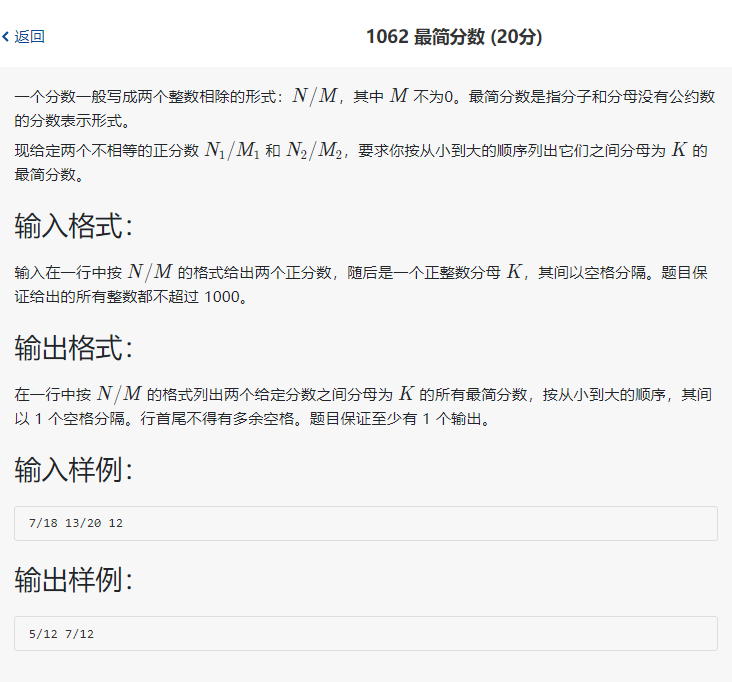 返回
1062 最简分数 (20分)
一个分数一般写成两个整数相除的形式：N/M，其中 M 不为0。最简分数是指分子和分母没有公约数
的分数表示形式。
现给定两个不相等的正分数 N₁/M₁ 和 N₂/M₂，要求你按从小到大的顺序列出它们之间分母为 K 的
最简分数。
输入格式：
输入在一行中按 N/M 的格式给出两个正分数，随后是一个正整数分母 K，其间以空格分隔。题目保
证给出的所有整数都不超过 1000。
输出格式：
在一行中按 N/M 的格式列出两个给定分数之间分母为 K 的所有最简分数，按从小到大的顺序，其间
以 1 个空格分隔。行首尾不得有多余空格。题目保证至少有 1 个输出。
输入样例：
7/18 13/20 12
输出样例：
5/12 7/12